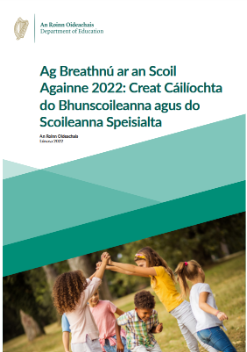 An Roinn Oideachais
Department of Education
Ag Breathnú ar an Scoil
Againne 2022: Creat Cáilíochta
do Bhunscoileanna agus do
Scoileanna Speisialta
An Roinn Oideachais